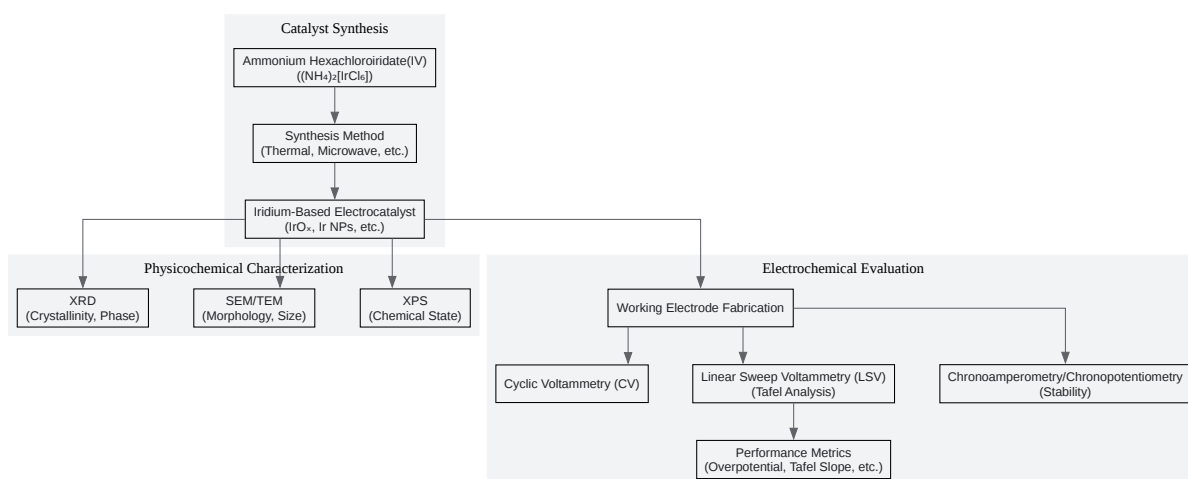 Catalyst Synthesis
Ammonium Hexachloroiridate(IV)
((NH₄)₂[IrCl₆])
Synthesis Method
(Thermal, Microwave, etc.)
Iridium-Based Electrocatalyst
(IrOₓ, Ir NPs, etc.)
Physicochemical Characterization
XRD
(Crystallinity, Phase)
SEM/TEM
(Morphology, Size)
XPS
(Chemical State)
Electrochemical Evaluation
Working Electrode Fabrication
Cyclic Voltammetry (CV)
Linear Sweep Voltammetry (LSV)
(Tafel Analysis)
Chronoamperometry/Chronopotentiometry
(Stability)
Performance Metrics
(Overpotential, Tafel Slope, etc.)